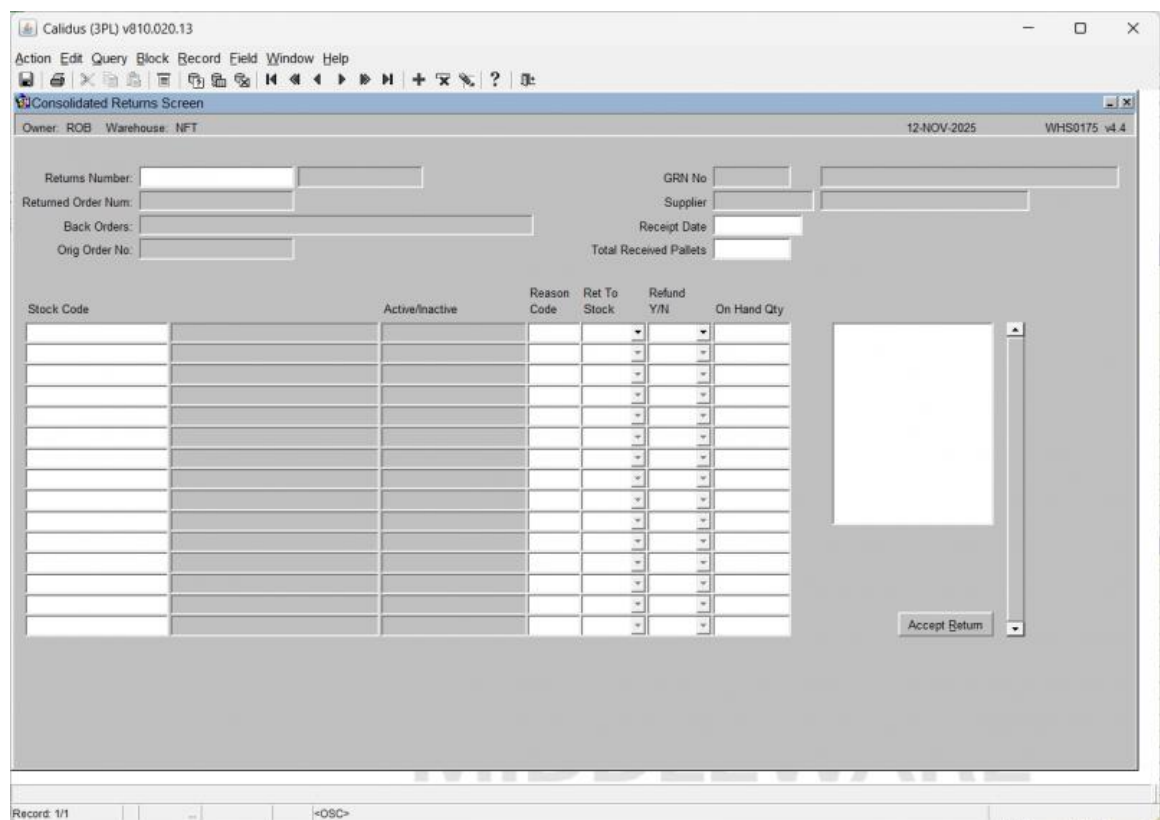 Calidus (3PL) v810.020.13
Action Edit Query Block Record Field Window Help
Consolidated Returns Screen
Owner: ROB Warehouse: NFT 12-NOV-2025 WHS0175 v4.4
Returns Number: GRN No
Returned Order Num: Supplier
Back Orders: Receipt Date
Orig Order No: Total Received Pallets
Reason Ret To Refund
Stock Code Active/Inactive Code Stock Y/N On Hand Qty
Accept Return
MIDDLEWARE
Record: 1/1 ... <OSC>